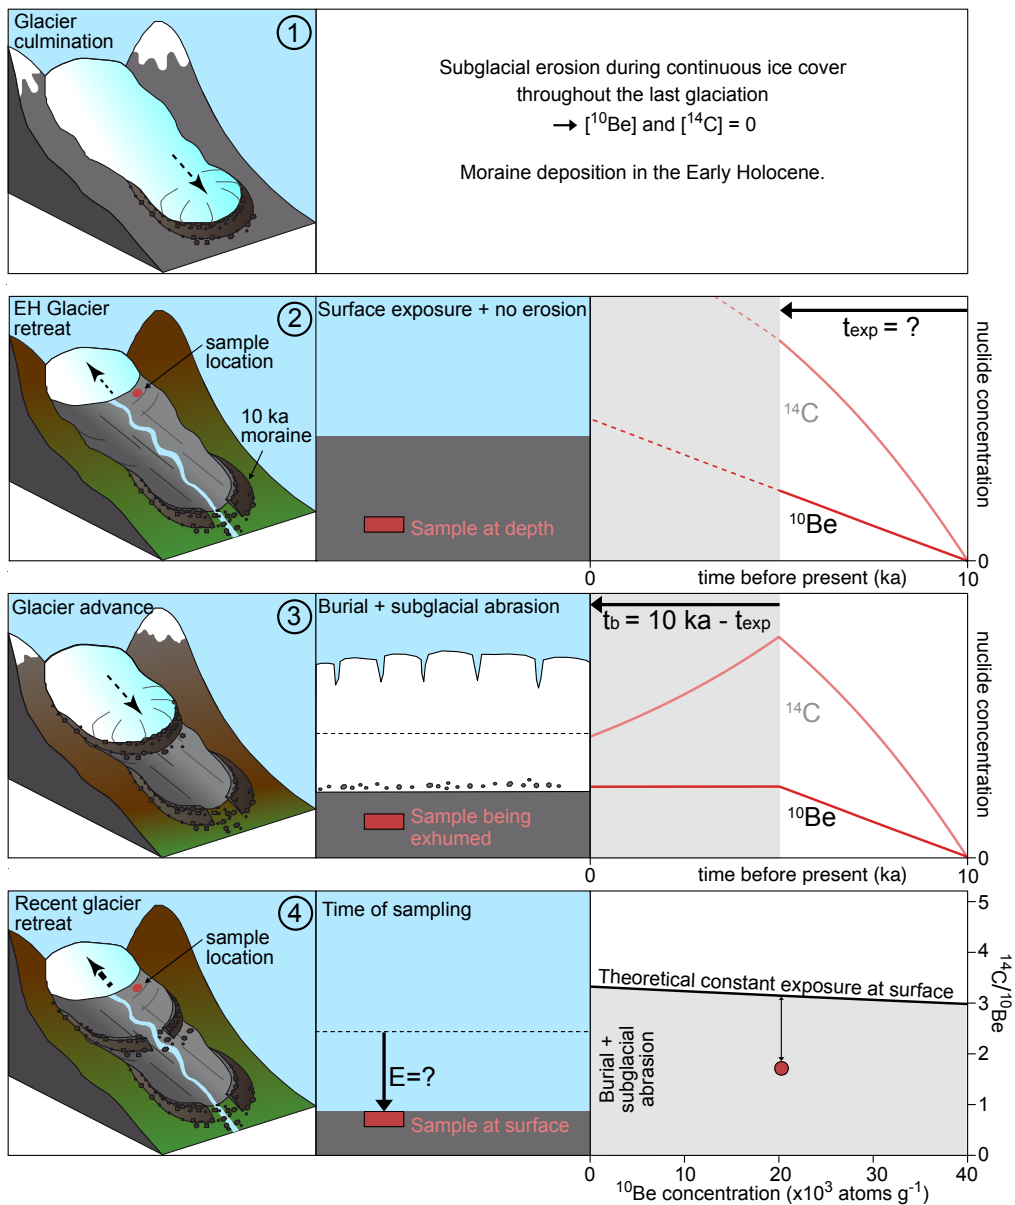 Glacier
culmination
1
Subglacial erosion during continuous ice cover
throughout the last glaciation
→ [¹⁰Be] and [¹⁴C] = 0
Moraine deposition in the Early Holocene.
EH Glacier
retreat
2
sample
location
10 ka
moraine
Surface exposure + no erosion
Sample at depth
texp = ?
¹⁴C
¹⁰Be
nuclide concentration
0
0
10
time before present (ka)
Glacier advance
3
Burial + subglacial abrasion
Sample being
exhumed
tb = 10 ka - texp
¹⁴C
¹⁰Be
nuclide concentration
0
0
10
time before present (ka)
Recent glacier
retreat
4
sample
location
Time of sampling
E=?
Sample at surface
Theoretical constant exposure at surface
Burial +
subglacial
abrasion
5
4
3
2
1
0
¹⁴C/¹⁰Be
0
10
20
30
40
¹⁰Be concentration (x10³ atoms g⁻¹)